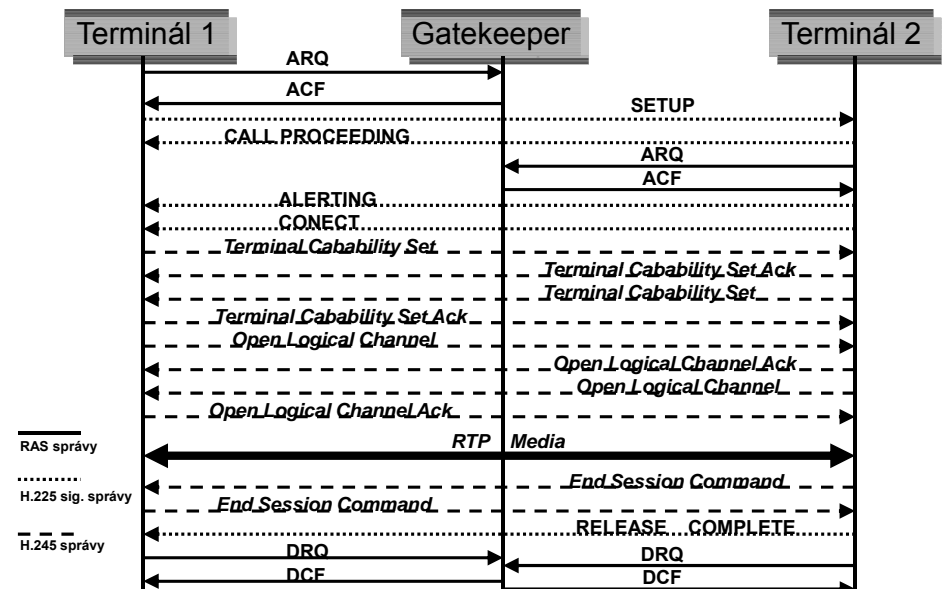 Terminál 1
Gatekeeper
Terminál 2
ARQ
ACF
SETUP
CALL PROCEEDING
ARQ
ACF
ALERTING
CONECT
Terminal Cabability Set
Terminal Cabability Set Ack
Terminal Cabability Set
Terminal Cabability Set Ack
Open Logical Channel
Open Logical Channel Ack
Open Logical Channel
Open Logical Channel Ack
RTP Media
End Session Command
End Session Command
RELEASE COMPLETE
DRQ
DRQ
DCF
DCF
RAS správy
H.225 sig. správy
H.245 správy